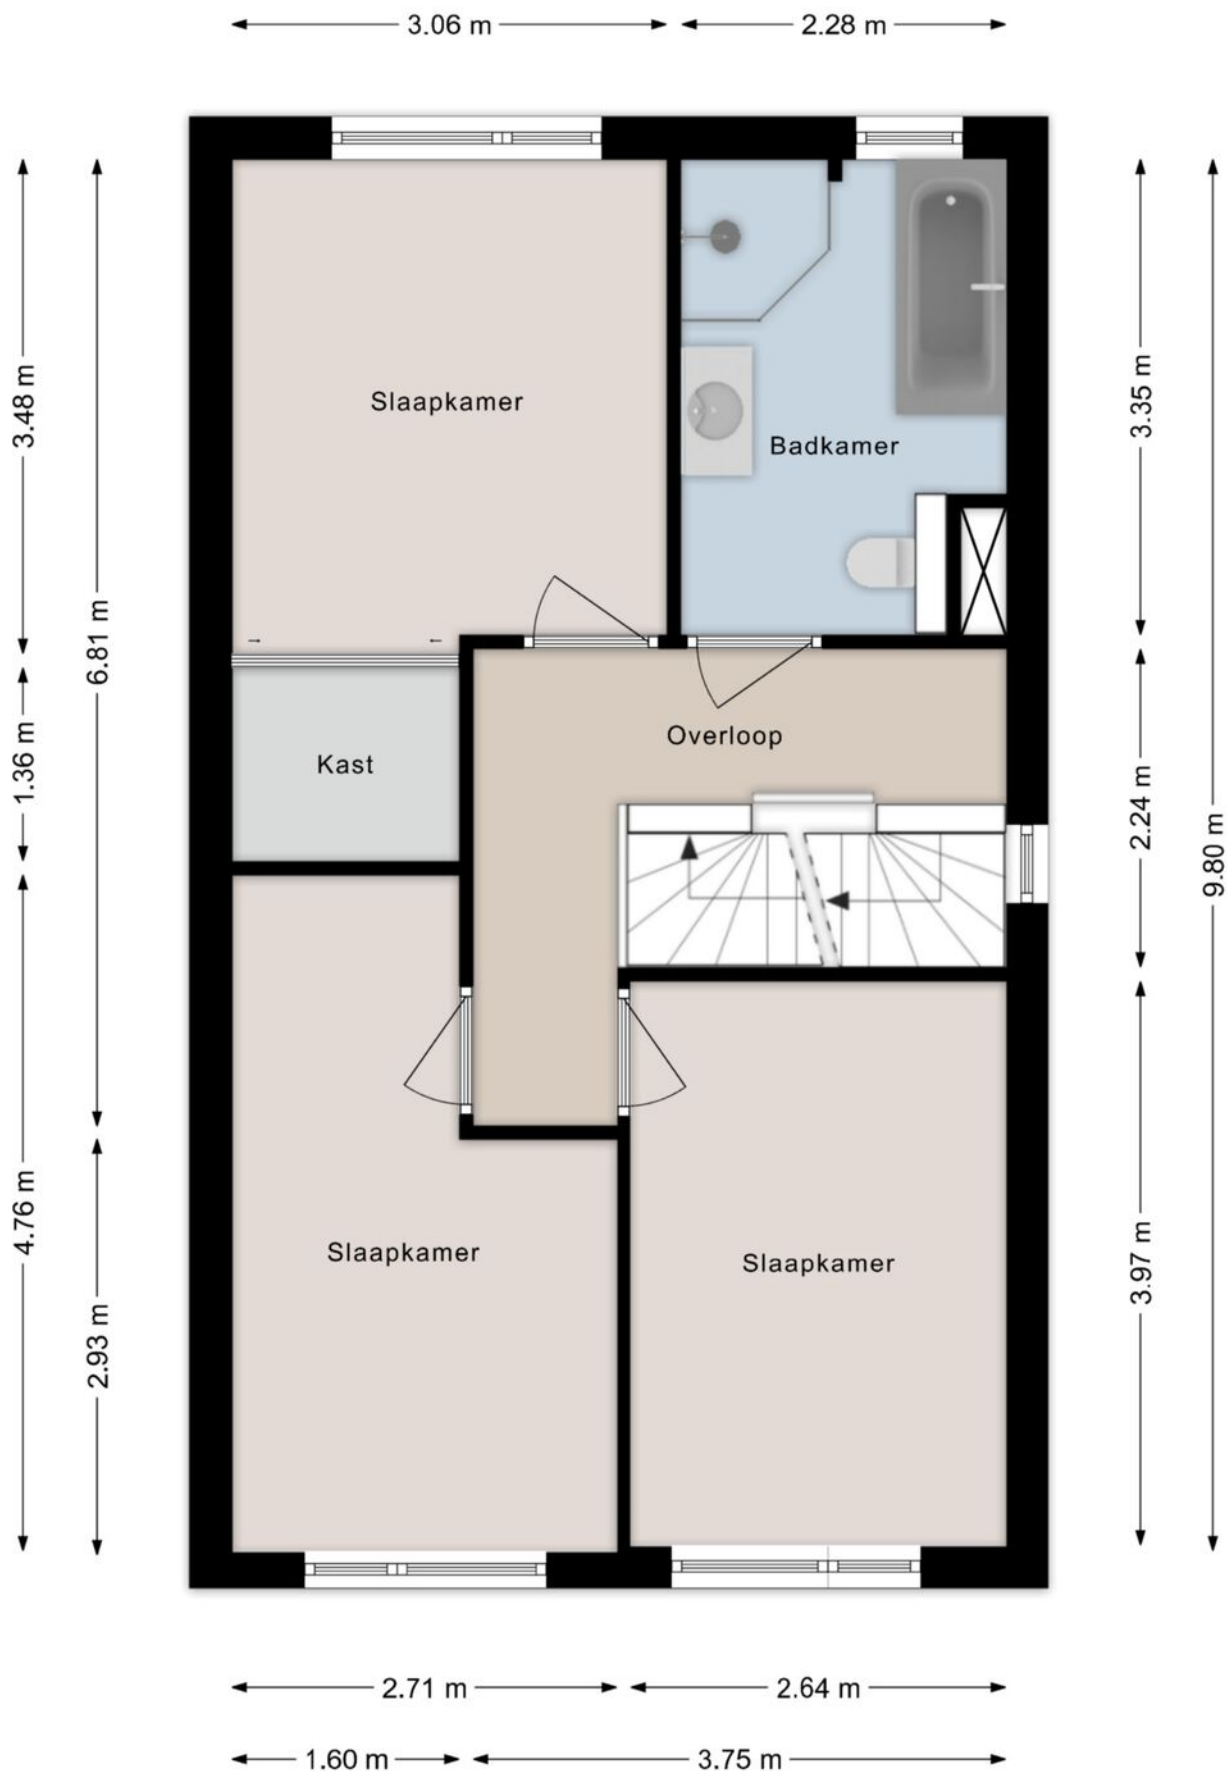 3.06 m
2.28 m
3.48 m
1.36 m
4.76 m
6.81 m
2.93 m
Slaapkamer
Badkamer
Overloop
Kast
Slaapkamer
Slaapkamer
3.35 m
2.24 m
3.97 m
9.80 m
2.71 m
2.64 m
1.60 m
3.75 m